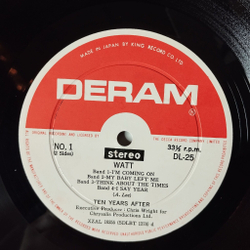 MADE IN JAPAN BY KING RECORD CO LTD
DERAM
NO. 1
(2 Sides)
stereo
33⅓ r.p.m.
DL-25
WATT
Band 1-I'M COMING ON
Band 2-MY BABY LEFT ME
Band 3-THINK ABOUT THE TIMES
Band 4-I SAY YEAH
(A. Lee)
TEN YEARS AFTER
Executive Producer : Chris Wright for
Chrysalis Productions Ltd.